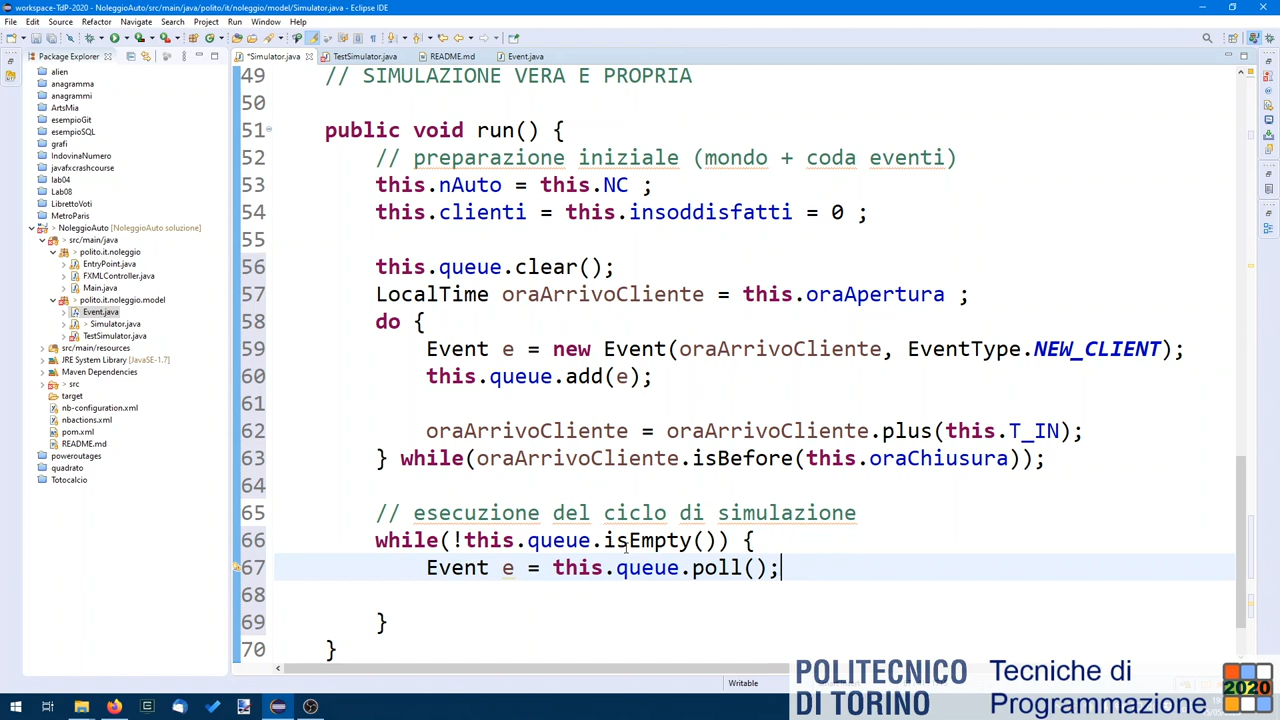 workspace-TdP-2020 - NoleggioAuto/src/main/java/polito/it/noleggio/model/Simulator.java - Eclipse IDE
File Edit Source Refactor Navigate Search Project Run Window Help
Package Explorer
*Simulator.java TestSimulator.java README.md Event.java
alien
anagramma
anagrammi
ArtsMia
esempioGit
esempioSQL
grafi
IndovinaNumero
javafxcrashcourse
lab04
Lab08
LibrettoVoti
MetroParis
NoleggioAuto [NoleggioAuto soluzione]
src/main/java
polito.it.noleggio
EntryPoint.java
FXMLController.java
Main.java
polito.it.noleggio.model
Event.java
Simulator.java
TestSimulator.java
src/main/resources
JRE System Library [JavaSE-1.7]
Maven Dependencies
src
target
nb-configuration.xml
nbactions.xml
pom.xml
README.md
poweroutages
quadrato
Totocalcio
49 // SIMULAZIONE VERA E PROPRIA
50
51 public void run() {
52 // preparazione iniziale (mondo + coda eventi)
53 this.nAuto = this.NC ;
54 this.clienti = this.insoddisfatti = 0 ;
55
56 this.queue.clear();
57 LocalTime oraArrivoCliente = this.oraApertura ;
58 do {
59 Event e = new Event(oraArrivoCliente, EventType.NEW_CLIENT);
60 this.queue.add(e);
61
62 oraArrivoCliente = oraArrivoCliente.plus(this.T_IN);
63 } while(oraArrivoCliente.isBefore(this.oraChiusura));
64
65 // esecuzione del ciclo di simulazione
66 while(!this.queue.isEmpty()) {
67 Event e = this.queue.poll();
68
69 }
70 }
Writable
POLITECNICO
DI TORINO
Tecniche di
Programmazione
2020